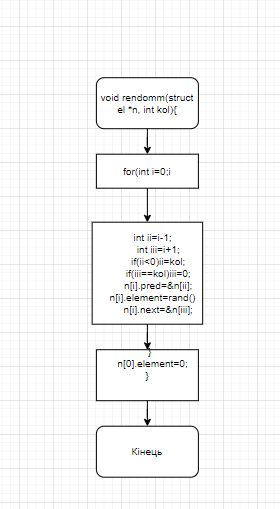 void rendomm(struct
el *n, int kol){
for(int i=0;i
int ii=i-1;
int iii=i+1;
if(ii<0)ii=kol;
if(iii==kol)iii=0;
n[i].pred=&n[ii];
n[i].element=rand()
n[i].next=&n[iii];
}
n[0].element=0;
}
Кінець